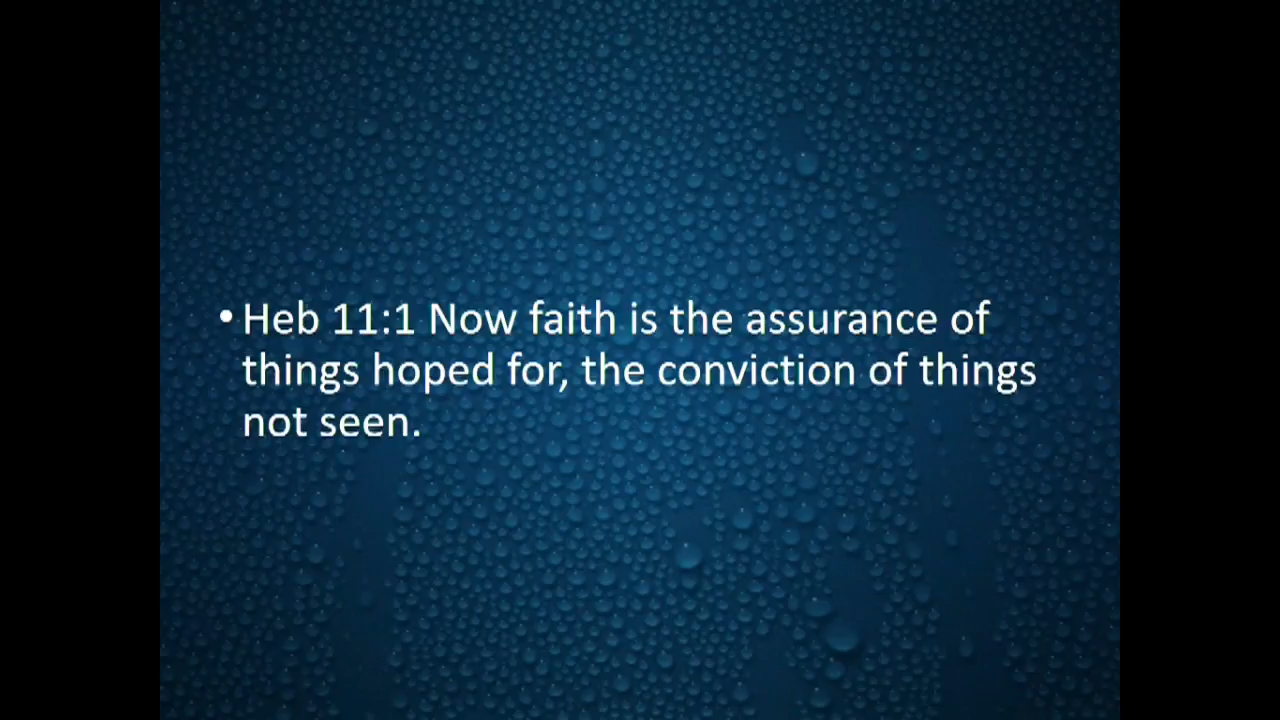 • Heb 11:1 Now faith is the assurance of
things hoped for, the conviction of things
not seen.